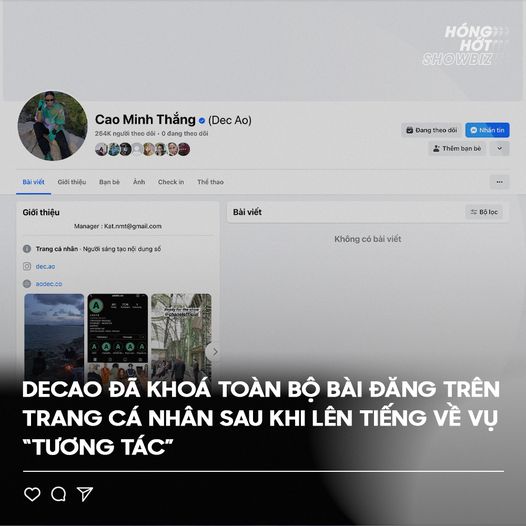 HÓNG
HỚT
SHOWBIZ
Cao Minh Thắng (Dec Ao)
264K người theo dõi • 0 đang theo dõi
Đang theo dõi
Nhắn tin
Thêm bạn bè
Bài viết Giới thiệu Bạn bè Ảnh Check in Thể thao
Giới thiệu
Manager : Kat.nmt@gmail.com
Trang cá nhân · Người sáng tạo nội dung số
dec.ao
aodec.co
Bài viết
Bộ lọc
Không có bài viết
DECAO ĐÃ KHOÁ TOÀN BỘ BÀI ĐĂNG TRÊN
TRANG CÁ NHÂN SAU KHI LÊN TIẾNG VỀ VỤ
“TƯƠNG TÁC”